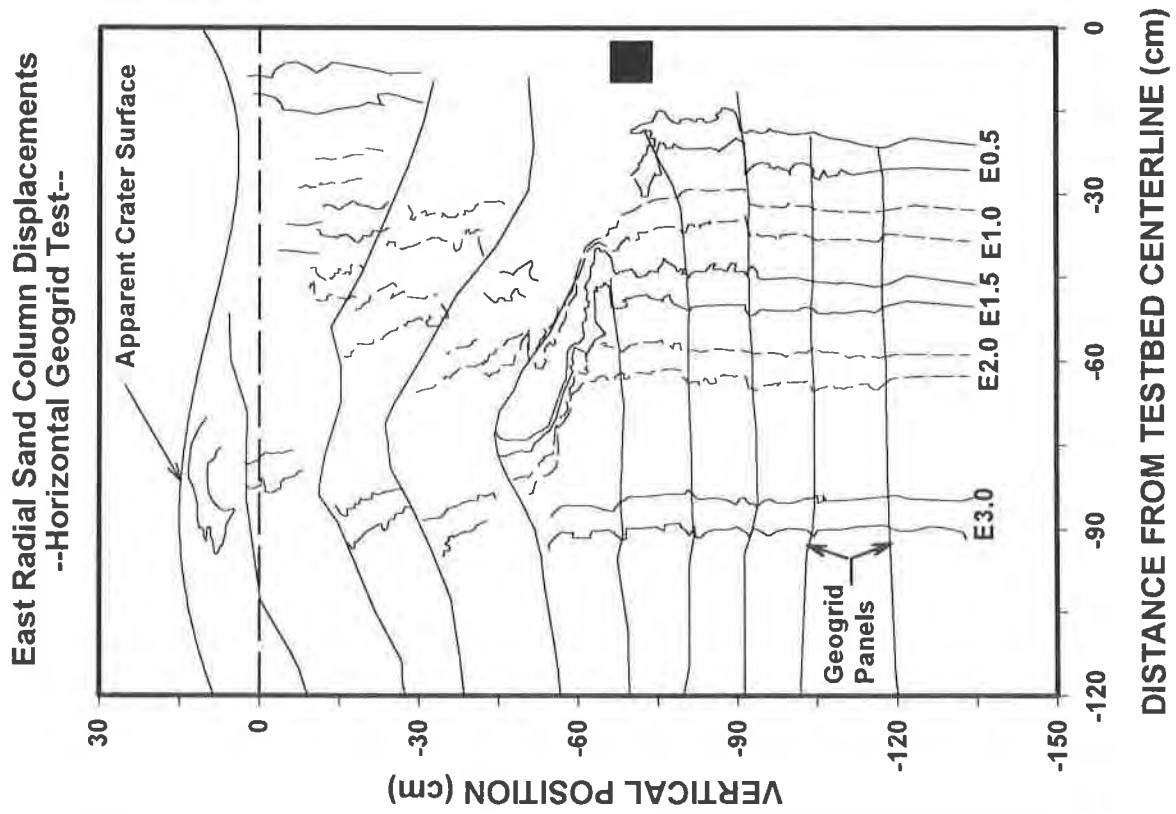 East Radial Sand Column Displacements
--Horizontal Geogrid Test--
Apparent Crater Surface
30
0
-30
-60
-90
-120
-150
VERTICAL POSITION (cm)
E3.0
E2.0
E1.5
E1.0
E0.5
Geogrid
Panels
-120
-90
-60
-30
0
DISTANCE FROM TESTBED CENTERLINE (cm)